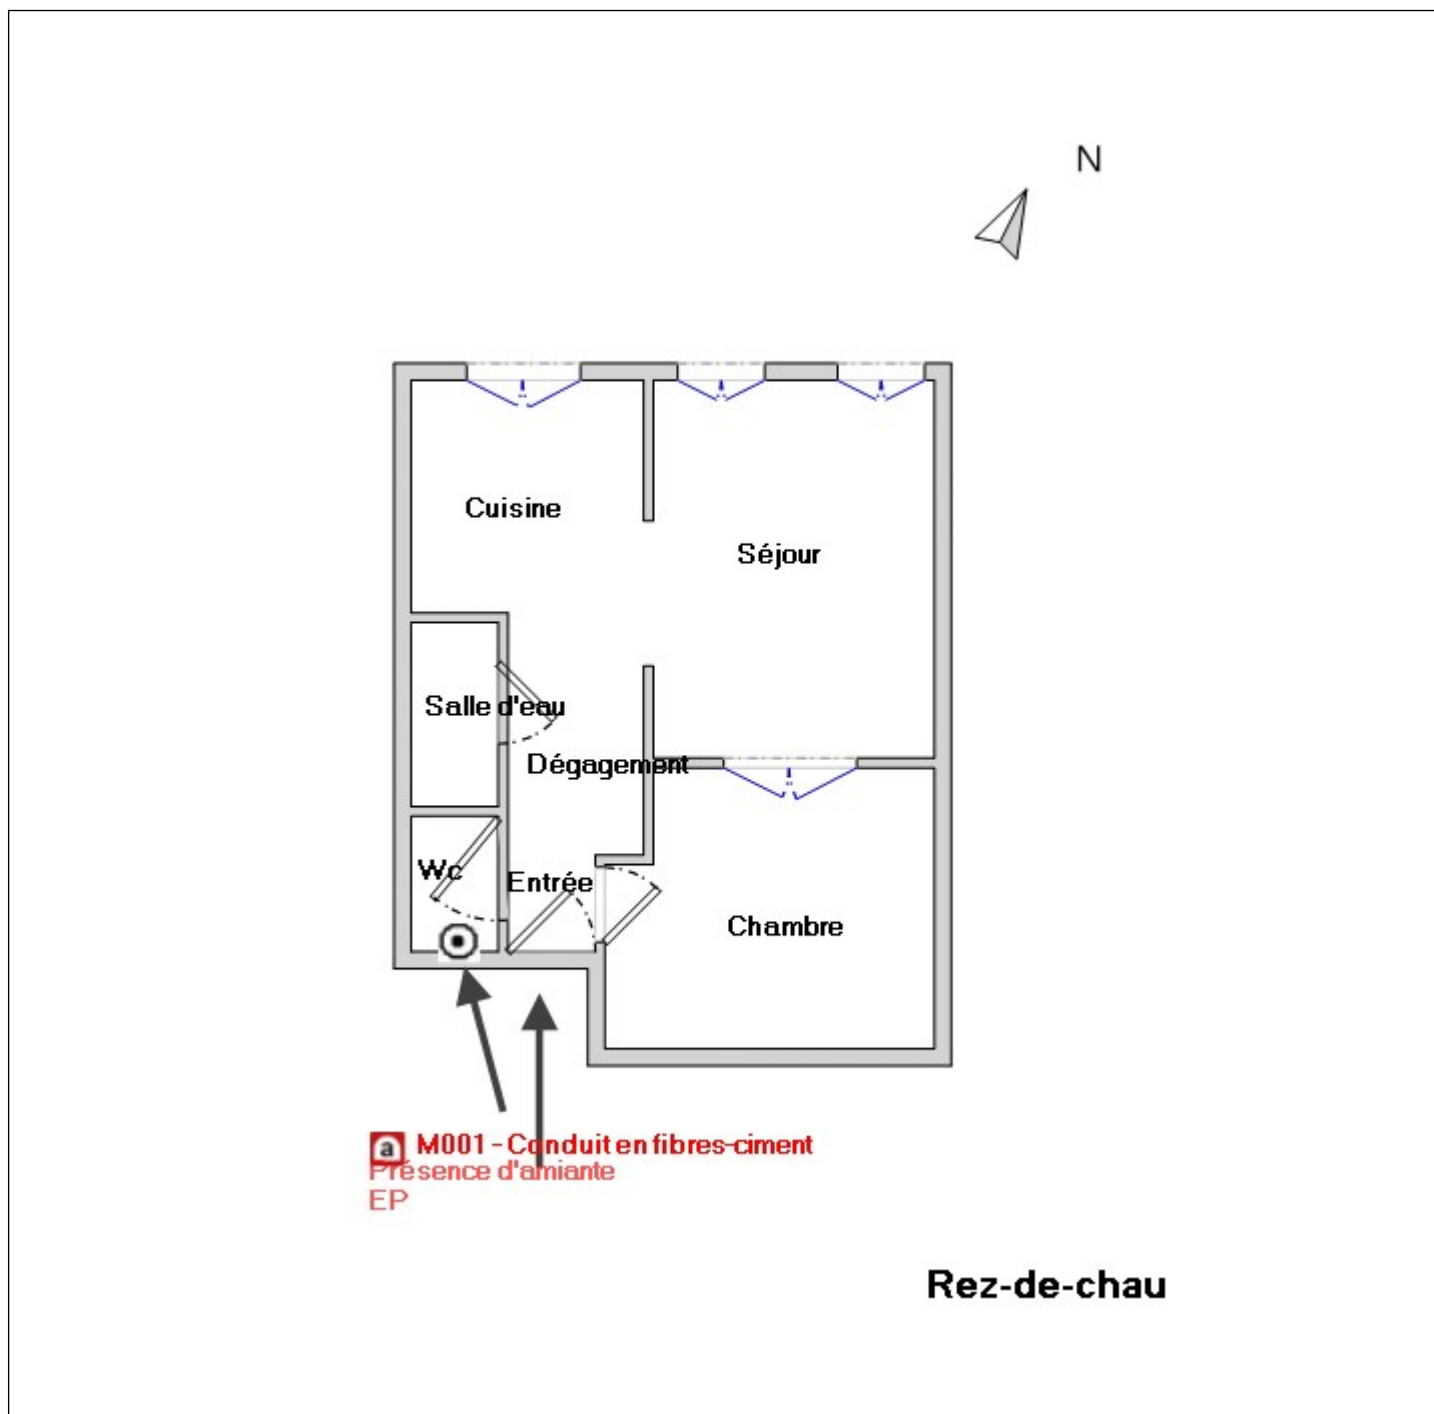 N
Cuisine
Séjour
Salle d'eau
Dégagement
Wc
Entrée
Chambre
a M001 - Conduit en fibres-ciment
Présence d'amiante
EP
Rez-de-chau